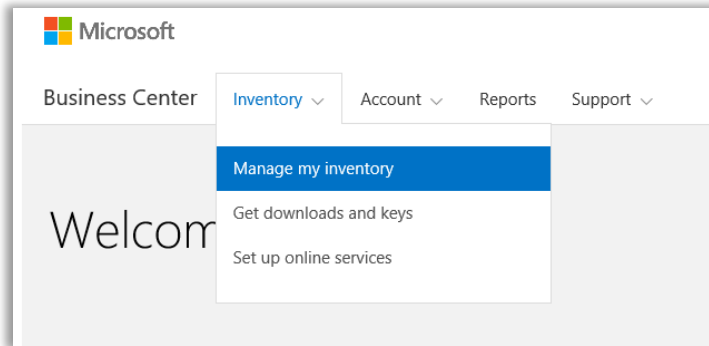 Microsoft
Business Center Inventory Account Reports Support
Manage my inventory
Get downloads and keys
Set up online services
Welcom